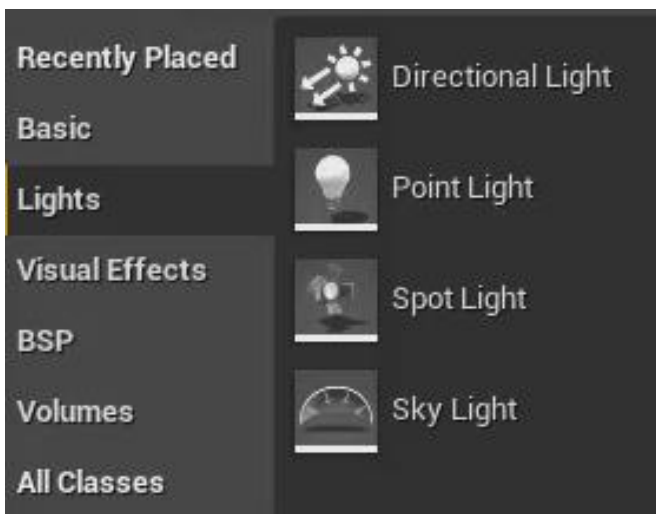 Recently Placed
Basic
Lights
Visual Effects
BSP
Volumes
All Classes
Directional Light
Point Light
Spot Light
Sky Light